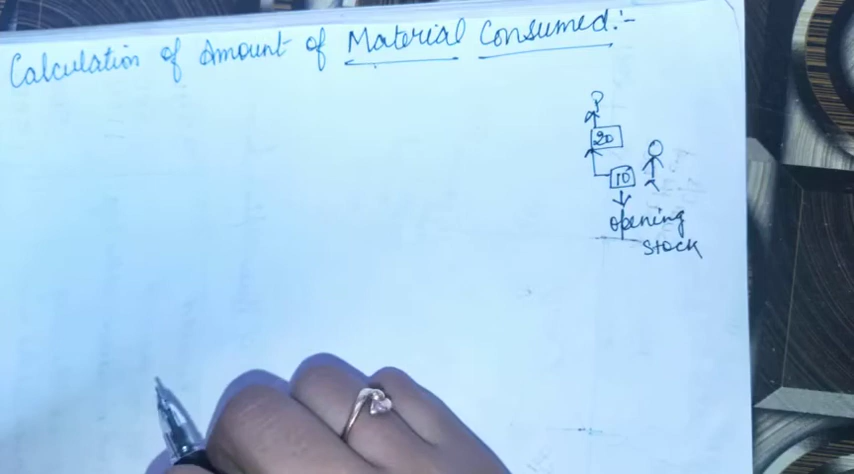 Calculation of Amount of Material Consumed:-
P
20
10
opening
stock